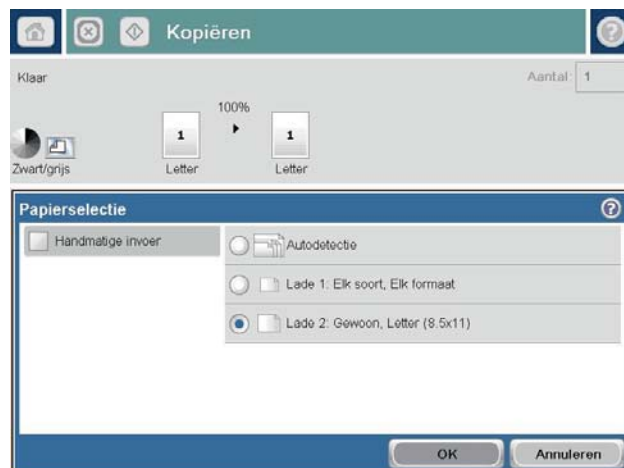 Kopiëren
Klaar
Aantal: 1
100%
1 1
Zwart/grijs Letter Letter
Papierselectie
Handmatige invoer
Autodetectie
Lade 1: Elk soort, Elk formaat
Lade 2: Gewoon, Letter (8.5x11)
OK Annuleren